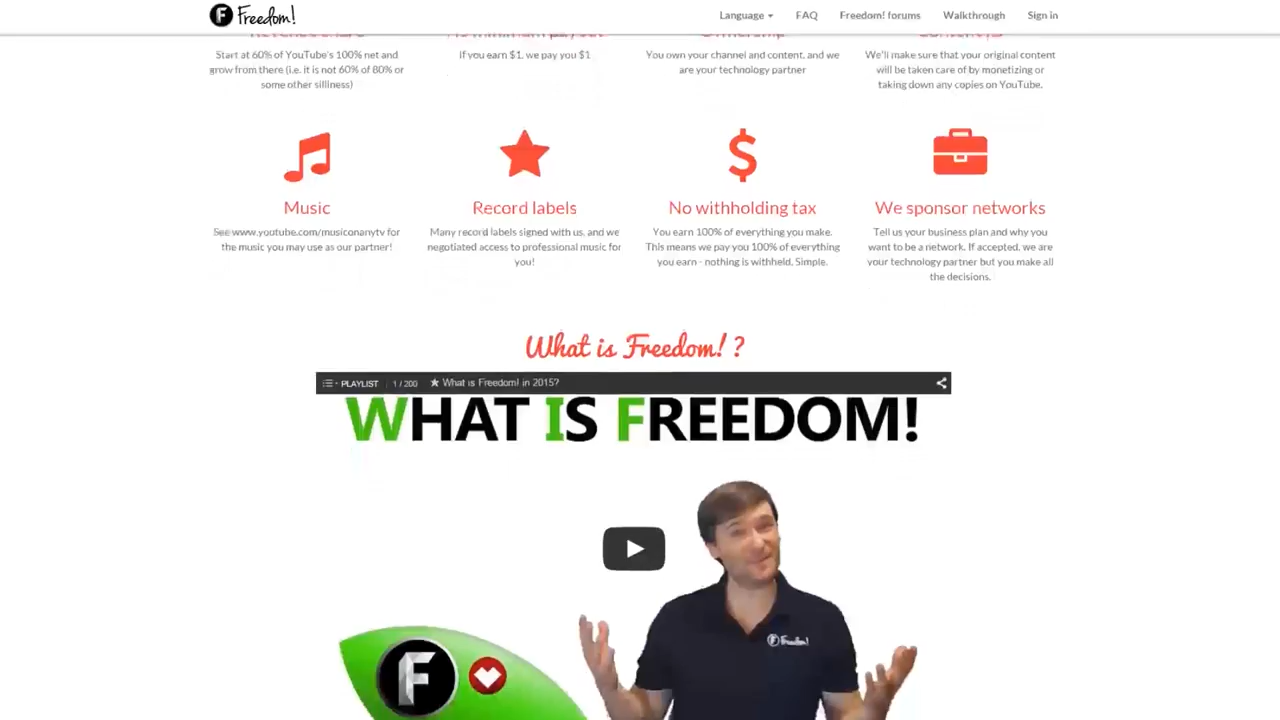 Freedom!
Language FAQ Freedom! forums Walkthrough Sign in
Start at 60% of YouTube's 100% net and
grow from there (i.e. it is not 60% of 80% or
some other silliness)
If you earn $1, we pay you $1
You own your channel and content, and we
are your technology partner
We'll make sure that your original content
will be taken care of by monetizing or
taking down any copies on YouTube.
Music
See www.youtube.com/musiconanytv for
the music you may use as our partner!
Record labels
Many record labels signed with us, and we
negotiated access to professional music for
you!
No withholding tax
You earn 100% of everything you make.
This means we pay you 100% of everything
you earn - nothing is withheld. Simple.
We sponsor networks
Tell us your business plan and why you
want to be a network. If accepted, we are
your technology partner but you make all
the decisions.
What is Freedom! ?
PLAYLIST 1 / 200 ★ What is Freedom! in 2015?
WHAT IS FREEDOM!
Freedom!
F